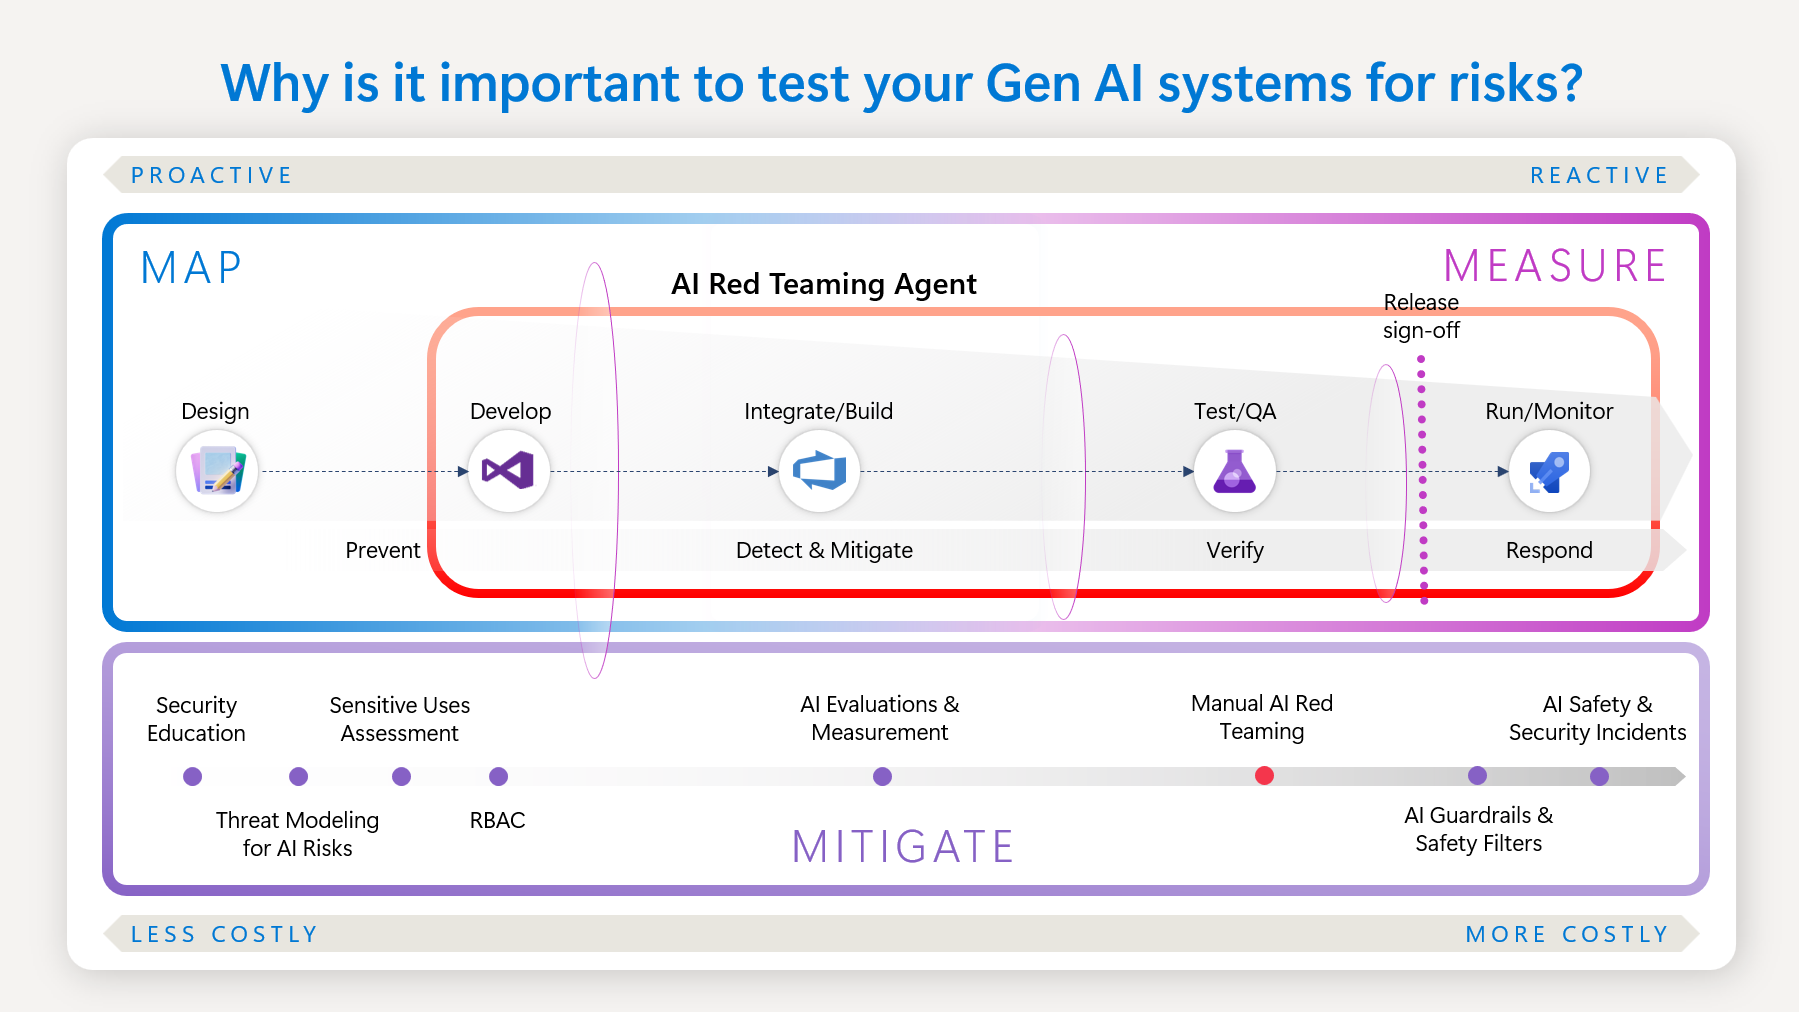 Why is it important to test your Gen AI systems for risks?
PROACTIVE
REACTIVE
MAP
MEASURE
AI Red Teaming Agent
Release
sign-off
Design
Develop
Integrate/Build
Test/QA
Run/Monitor
Prevent
Detect & Mitigate
Verify
Respond
Security
Education
Sensitive Uses
Assessment
AI Evaluations &
Measurement
Manual AI Red
Teaming
AI Safety &
Security Incidents
Threat Modeling
for AI Risks
RBAC
AI Guardrails &
Safety Filters
MITIGATE
LESS COSTLY
MORE COSTLY